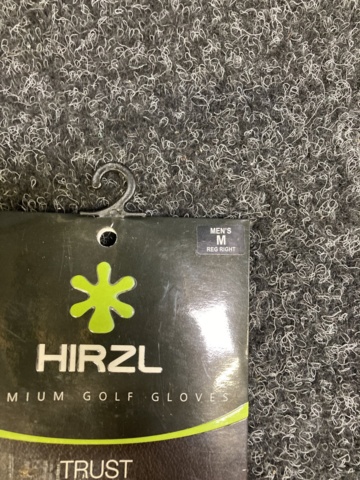 MEN'S
M
REG RIGHT
HIRZL
MIUM GOLF GLOVES
TRUST